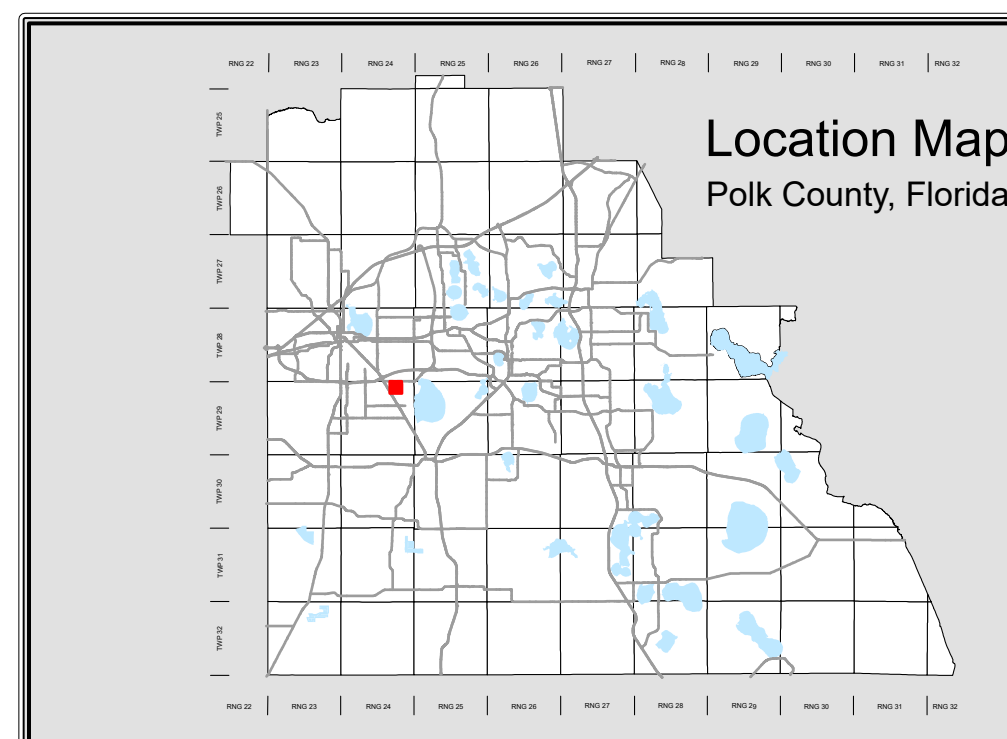 RNG 22 RNG 23 RNG 24 RNG 25 RNG 26 RNG 27 RNG 28 RNG 29 RNG 30 RNG 31 RNG 32
Location Map
Polk County, Florida
TWP 25
TWP 26
TWP 27
TWP 28
TWP 29
TWP 30
TWP 31
TWP 32
RNG 22 RNG 23 RNG 24 RNG 25 RNG 26 RNG 27 RNG 28 RNG 29 RNG 30 RNG 31 RNG 32